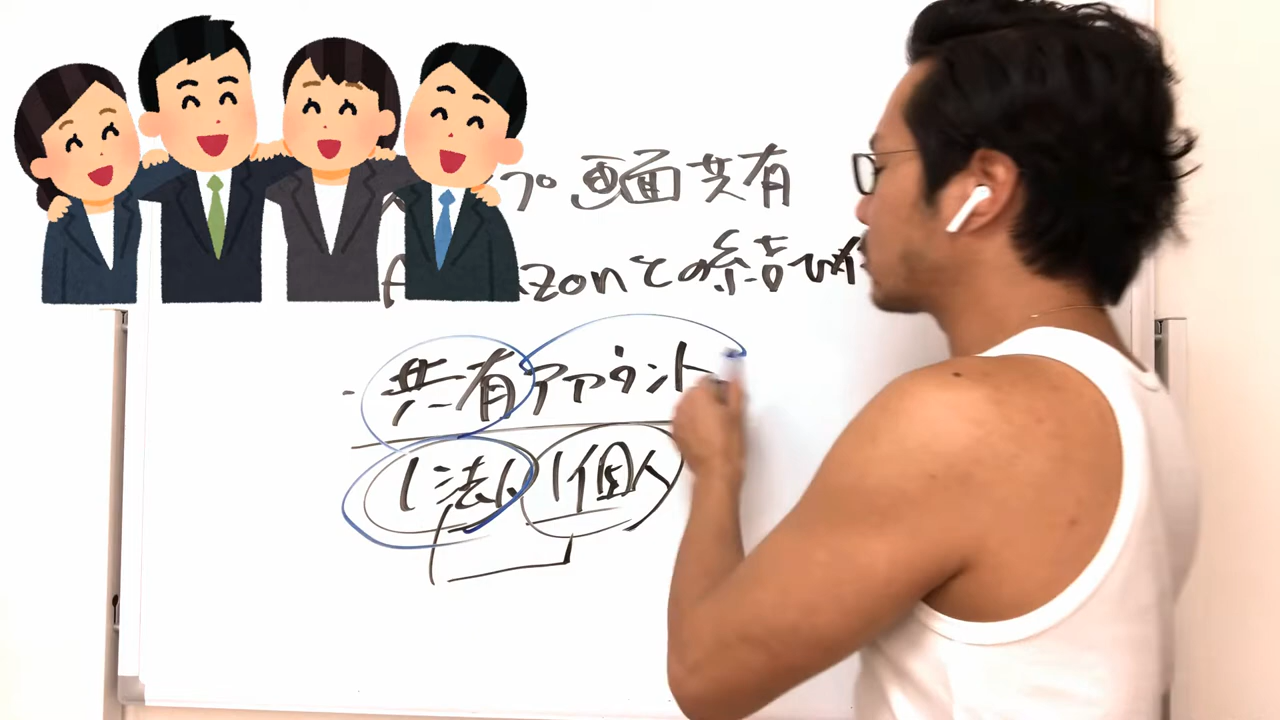 プ画面共有
zonとの結び付
・共有アカウント
1法人 1個人